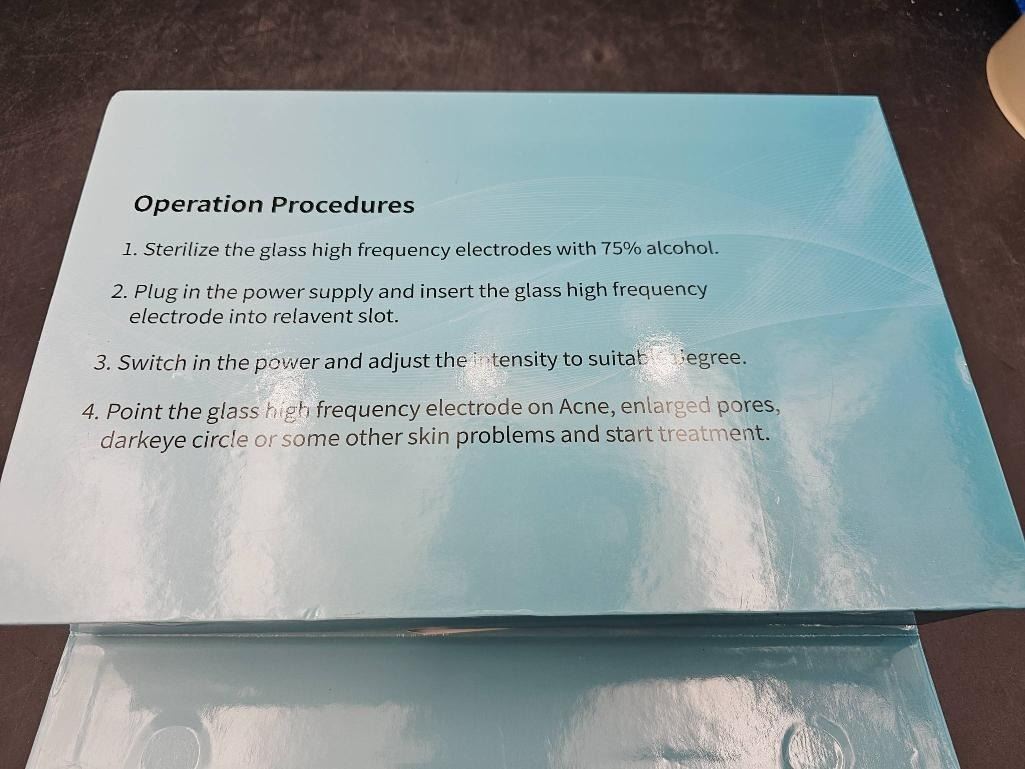 Operation Procedures
1. Sterilize the glass high frequency electrodes with 75% alcohol.
2. Plug in the power supply and insert the glass high frequency
electrode into relavent slot.
3. Switch in the power and adjust the intensity to suitable degree.
4. Point the glass high frequency electrode on Acne, enlarged pores,
darkeye circle or some other skin problems and start treatment.